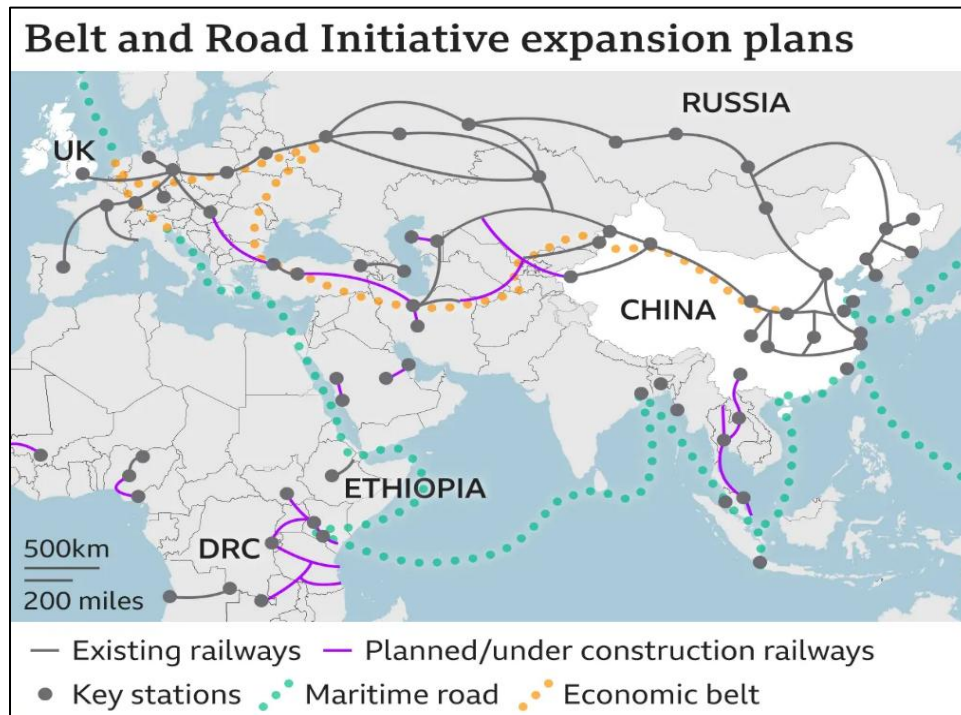 Belt and Road Initiative expansion plans
RUSSIA
UK
CHINA
ETHIOPIA
DRC
500km
200 miles
Existing railways
Planned/under construction railways
Key stations
Maritime road
Economic belt